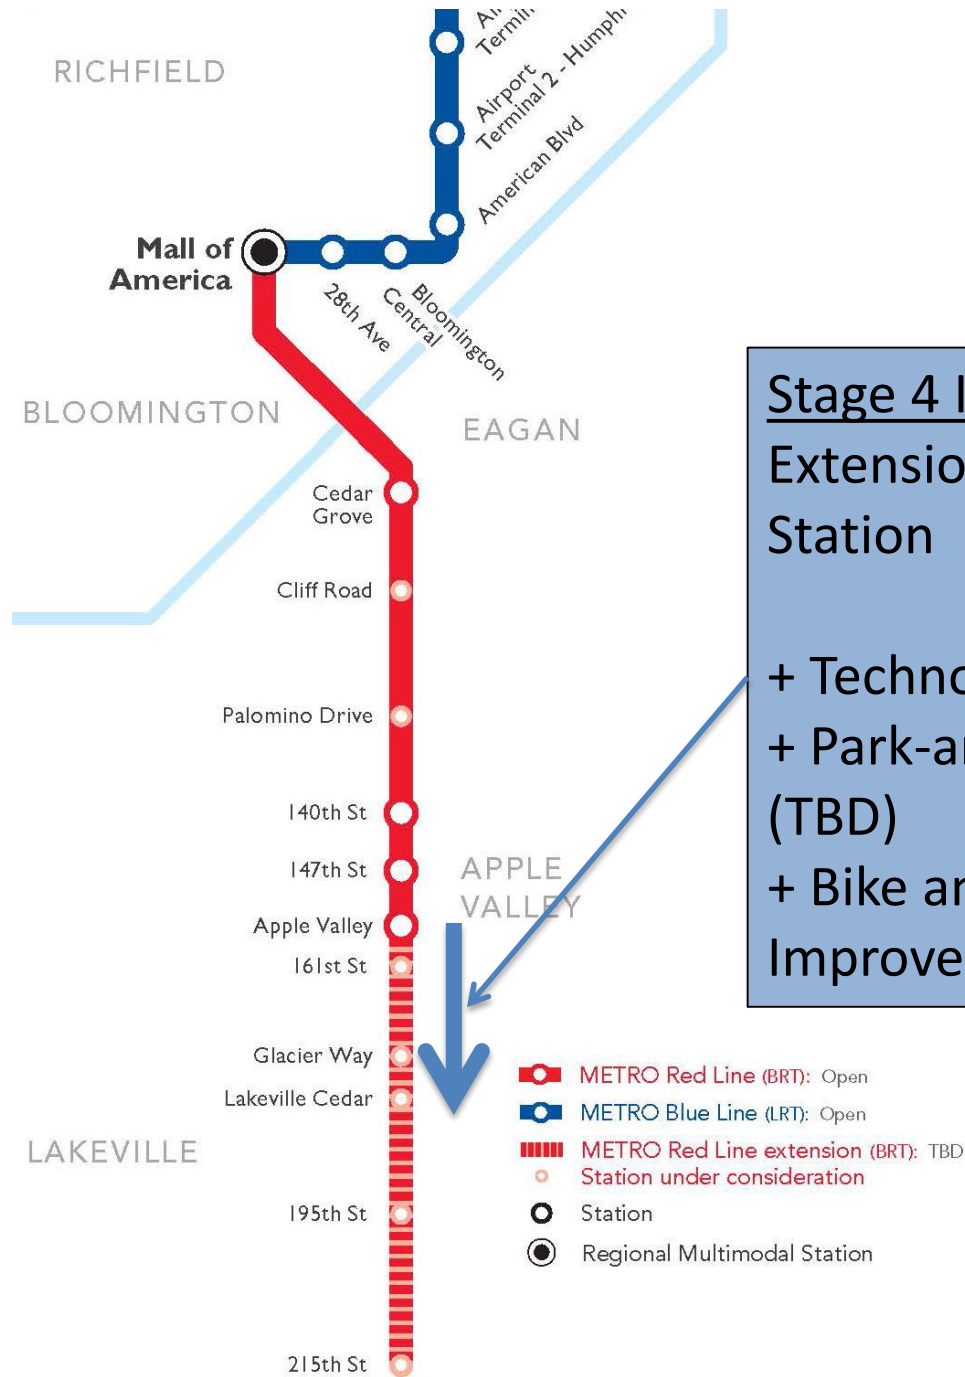 RICHFIELD
Airport
Terminal 2 - Humph
American Blvd
Mall of
America
28th Ave
Bloomington
Central
BLOOMINGTON
EAGAN
Cedar
Grove
Cliff Road
Palomino Drive
140th St
147th St
Apple Valley
161st St
APPLE
VALLEY
Glacier Way
Lakeville Cedar
LAKEVILLE
195th St
215th St
Stage 4 I
Extensio
Station
+ Techno
+ Park-a
(TBD)
+ Bike an
Improve
METRO Red Line (BRT): Open
METRO Blue Line (LRT): Open
METRO Red Line extension (BRT): TBD
Station under consideration
Station
Regional Multimodal Station